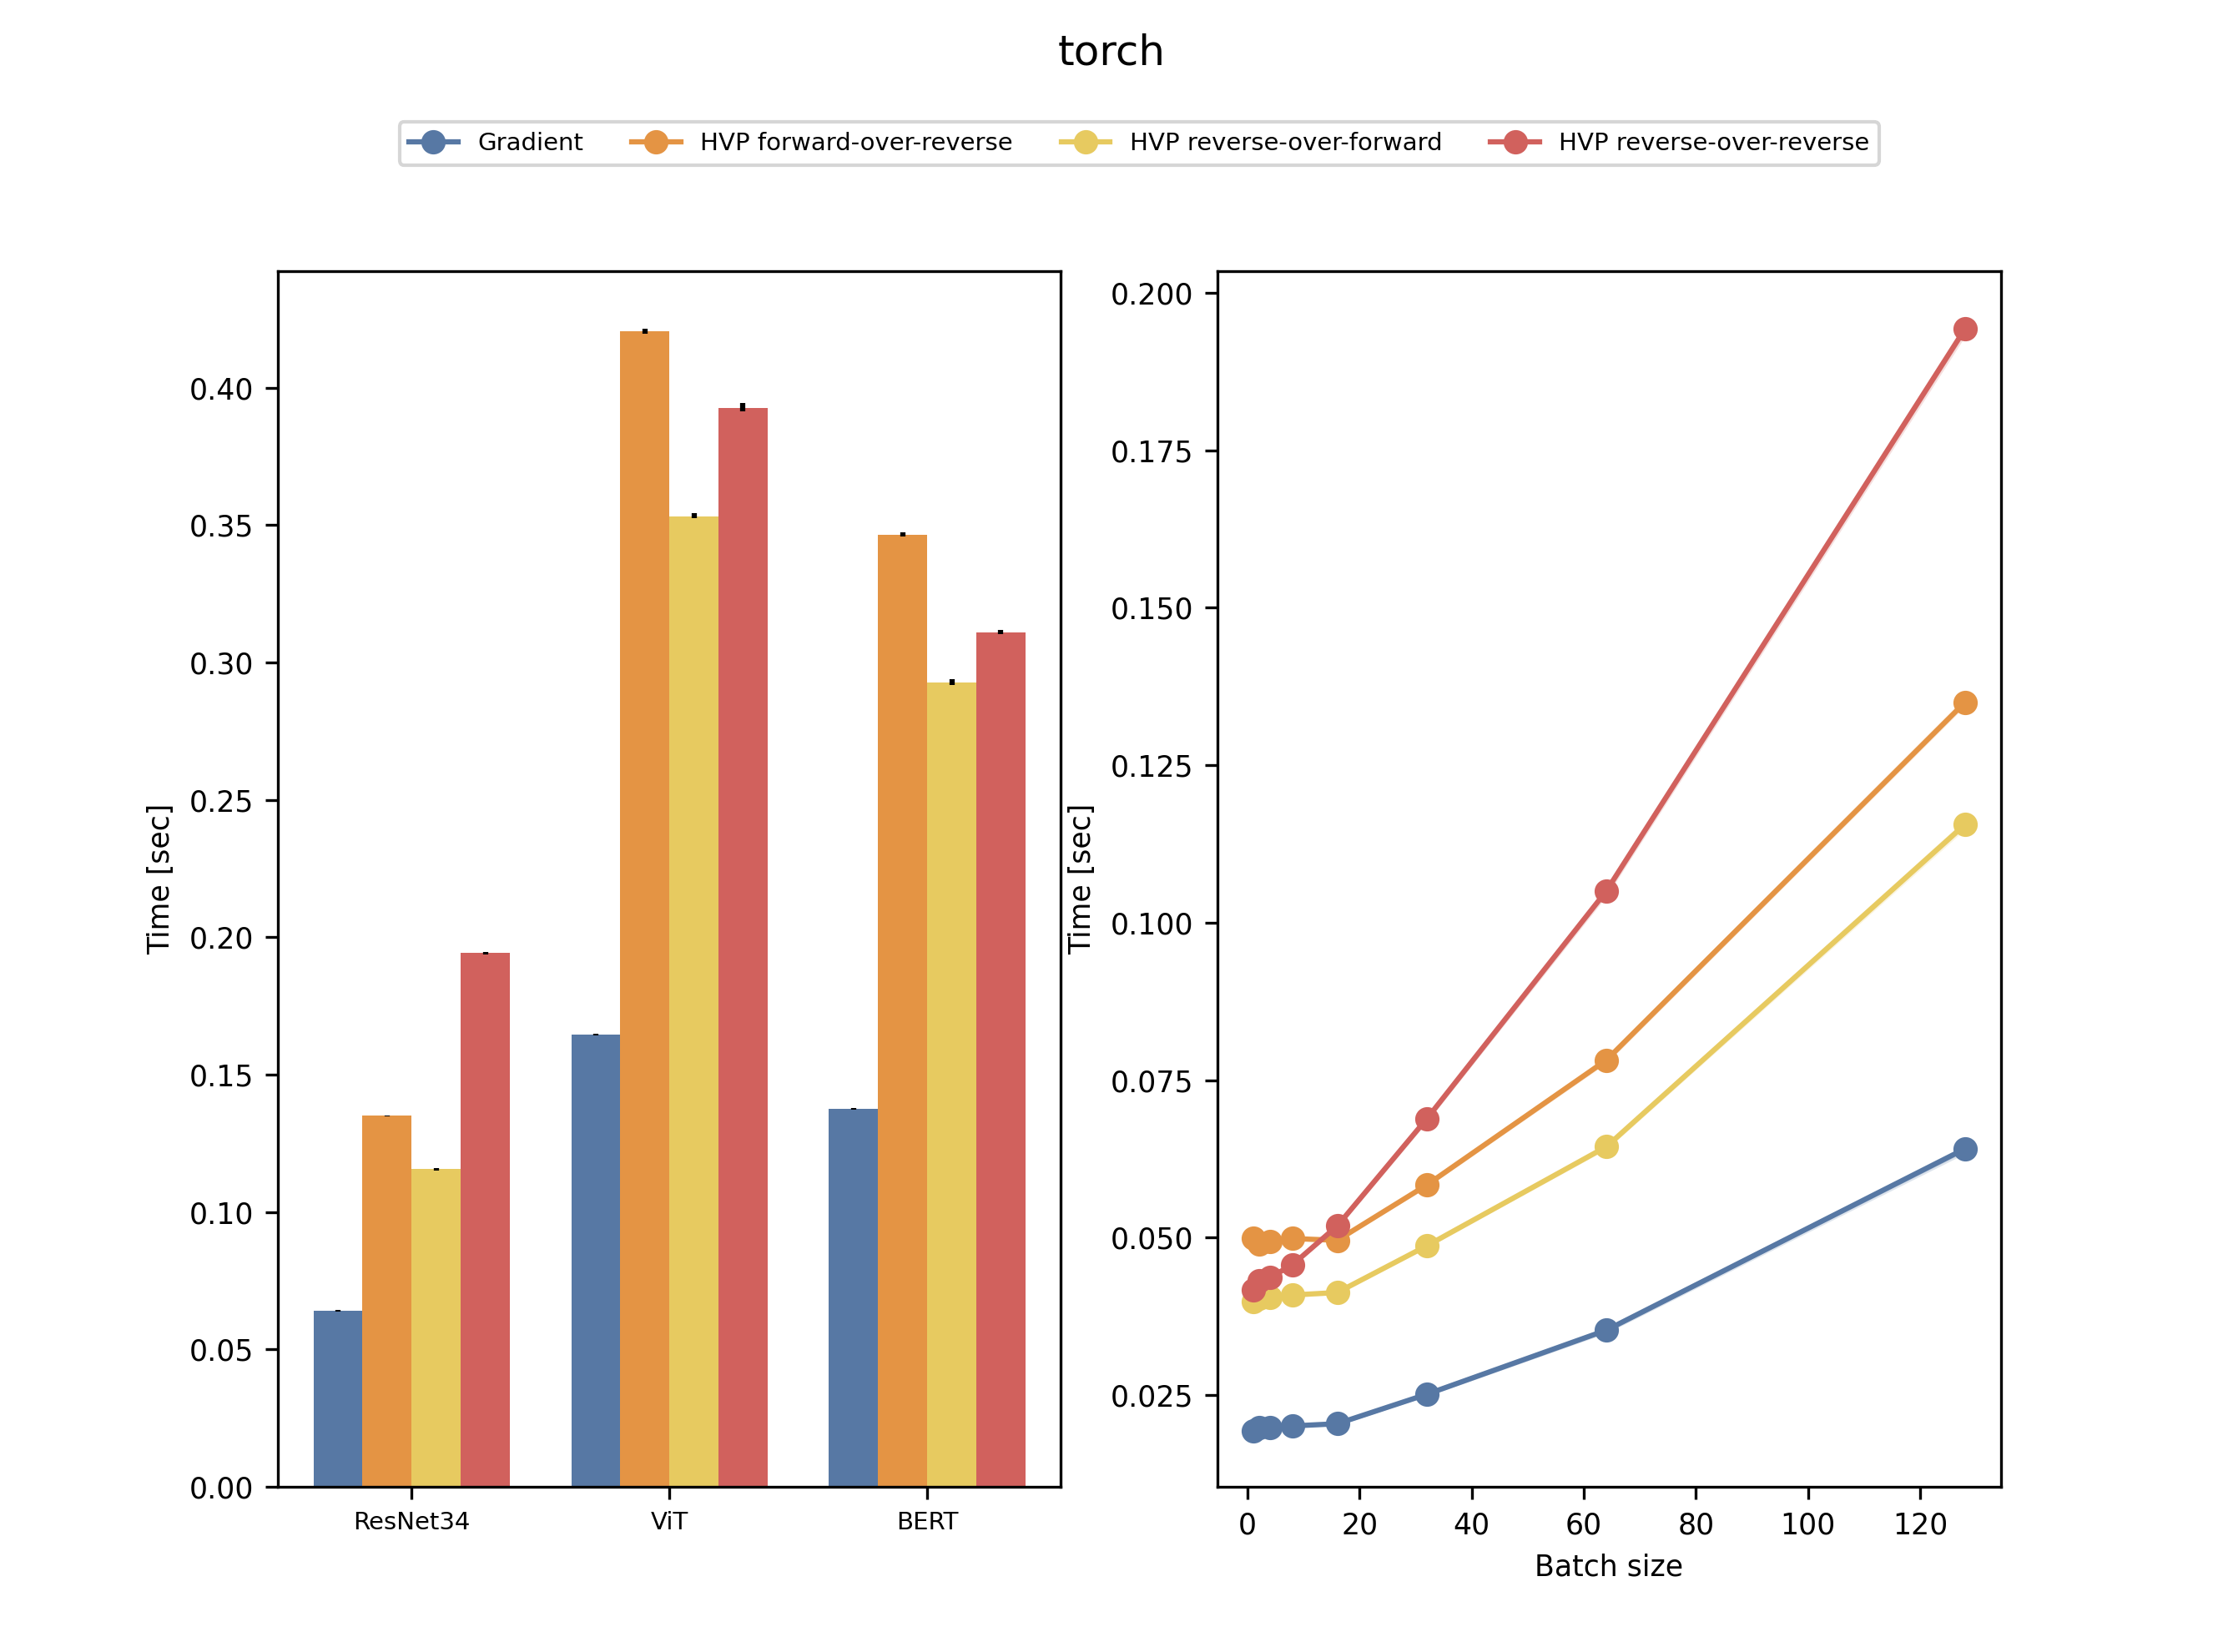 torch
Gradient HVP forward-over-reverse HVP reverse-over-forward HVP reverse-over-reverse
Time [sec]
0.40
0.35
0.30
0.25
0.20
0.15
0.10
0.05
0.00
ResNet34 ViT BERT
Time [sec]
0.200
0.175
0.150
0.125
0.100
0.075
0.050
0.025
0 20 40 60 80 100 120
Batch size